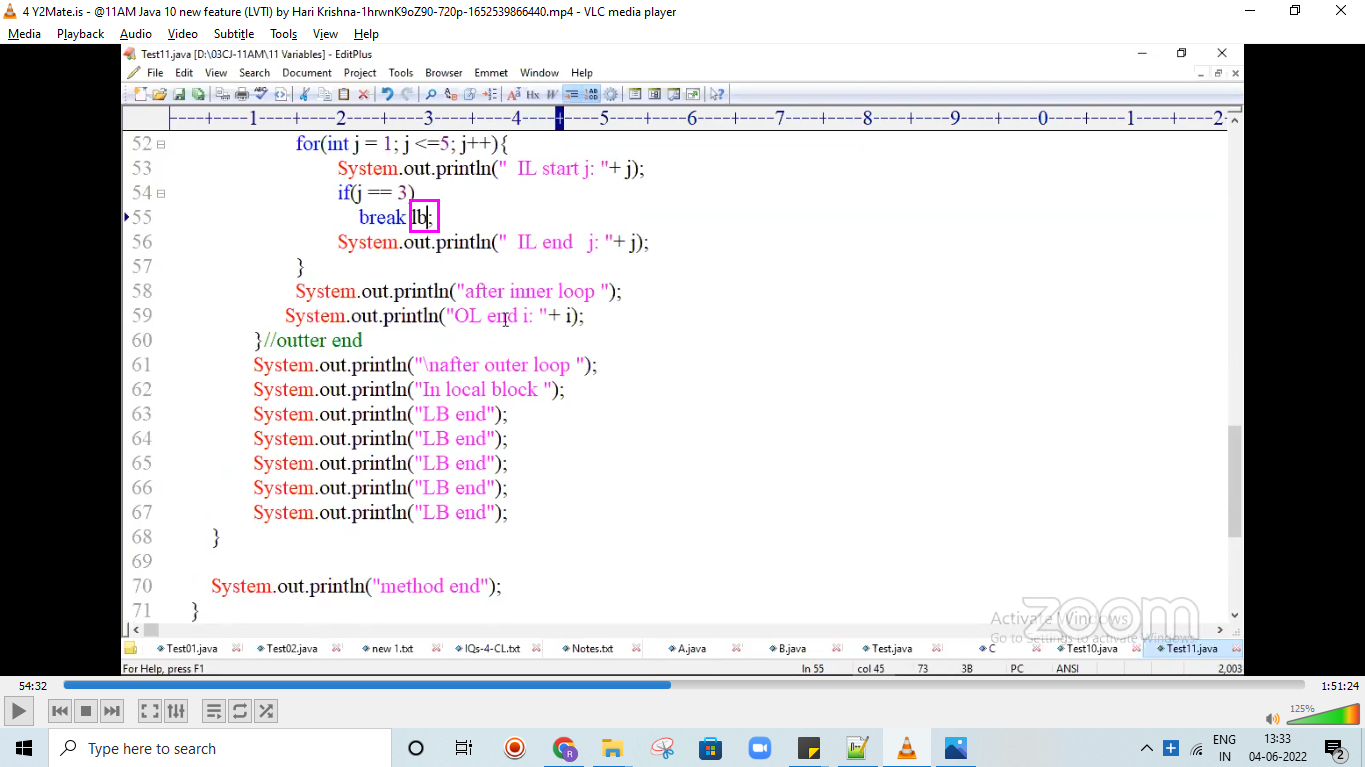 4 Y2Mate.is - @11AM Java 10 new feature (LVTI) by Hari Krishna-1hrwnK9oZ90-720p-1652539866440.mp4 - VLC media player
Media Playback Audio Video Subtitle Tools View Help
Test11.java [D:\03CJ-11AM\11 Variables] - EditPlus
File Edit View Search Document Project Tools Browser Emmet Window Help
----+----1----+----2----+----3----+----4----+----5----+----6----+----7----+----8----+----9----+----0----+----1----+----2-
52 for(int j = 1; j <=5; j++){
53 System.out.println("  IL start j: "+ j);
54 if(j == 3)
55 break lb;
56 System.out.println("  IL end   j: "+ j);
57 }
58 System.out.println("after inner loop ");
59 System.out.println("OL end i: "+ i);
60 }//outter end
61 System.out.println("\nafter outer loop ");
62 System.out.println("In local block ");
63 System.out.println("LB end");
64 System.out.println("LB end");
65 System.out.println("LB end");
66 System.out.println("LB end");
67 System.out.println("LB end");
68 }
69
70 System.out.println("method end");
71 }
zoom
Activate Windows
Go to Settings to activate Windows.
Test01.java Test02.java new 1.txt IQs-4-CL.txt Notes.txt A.java B.java Test.java C Test10.java Test11.java
For Help, press F1 ln 55 col 45 73 3B PC ANSI 2,003
54:32 1:51:24
125%
Type here to search
ENG 13:33
IN 04-06-2022 2